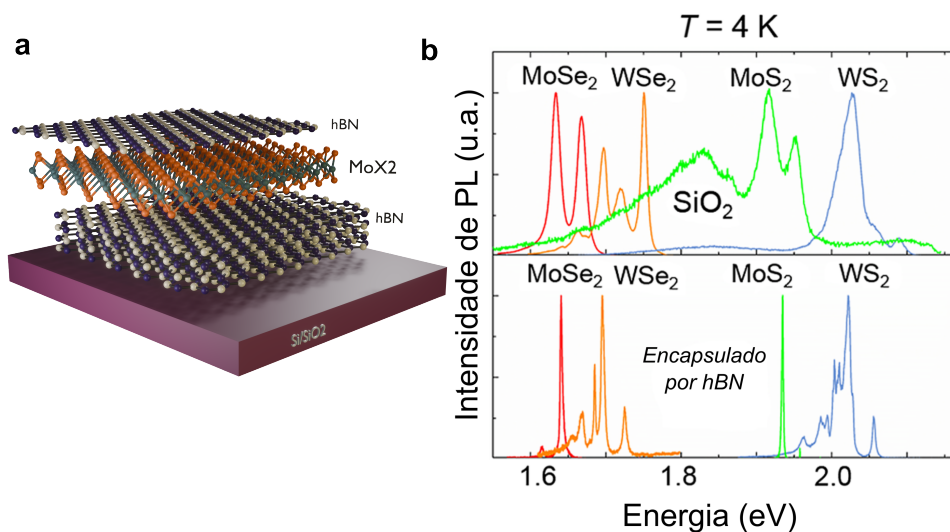 a
hBN
MoX2
hBN
Si/SiO2
b
T = 4 K
MoSe₂
WSe₂
MoS₂
WS₂
SiO₂
MoSe₂
WSe₂
MoS₂
WS₂
Encapsulado
por hBN
Intensidade de PL (u.a.)
1.6
1.8
2.0
Energia (eV)